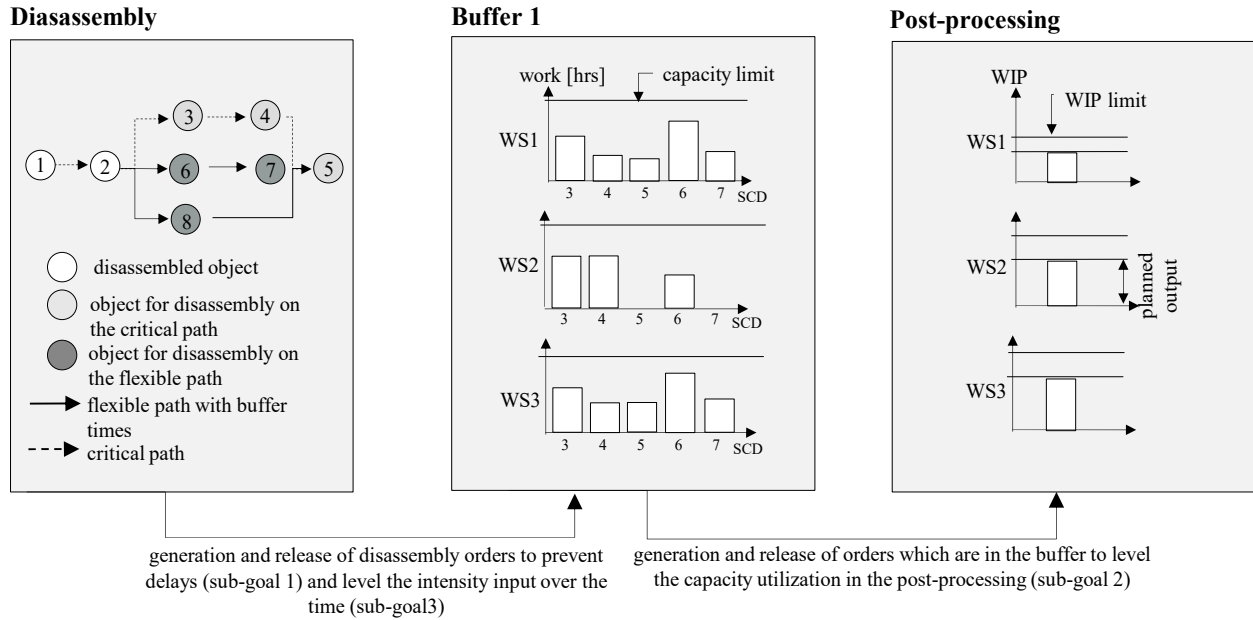 Diasassembly
1
2
3
4
6
7
5
8
disassembled object
object for disassembly on
the critical path
object for disassembly on
the flexible path
flexible path with buffer
times
critical path
Buffer 1
work [hrs]
capacity limit
WS1
3 4 5 6 7 SCD
WS2
3 4 5 6 7 SCD
WS3
3 4 5 6 7 SCD
Post-processing
WIP
WIP limit
WS1
WS2
planned
output
WS3
generation and release of disassembly orders to prevent
delays (sub-goal 1) and level the intensity input over the
time (sub-goal3)
generation and release of orders which are in the buffer to level
the capacity utilization in the post-processing (sub-goal 2)